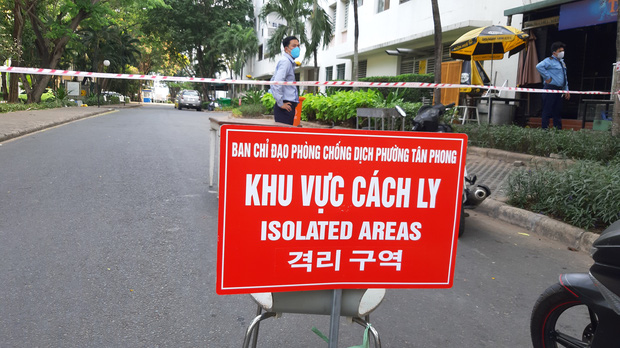 BAN CHỈ ĐẠO PHÒNG CHỐNG DỊCH PHƯỜNG TÂN PHONG
KHU VỰC CÁCH LY
ISOLATED AREAS
격리 구역